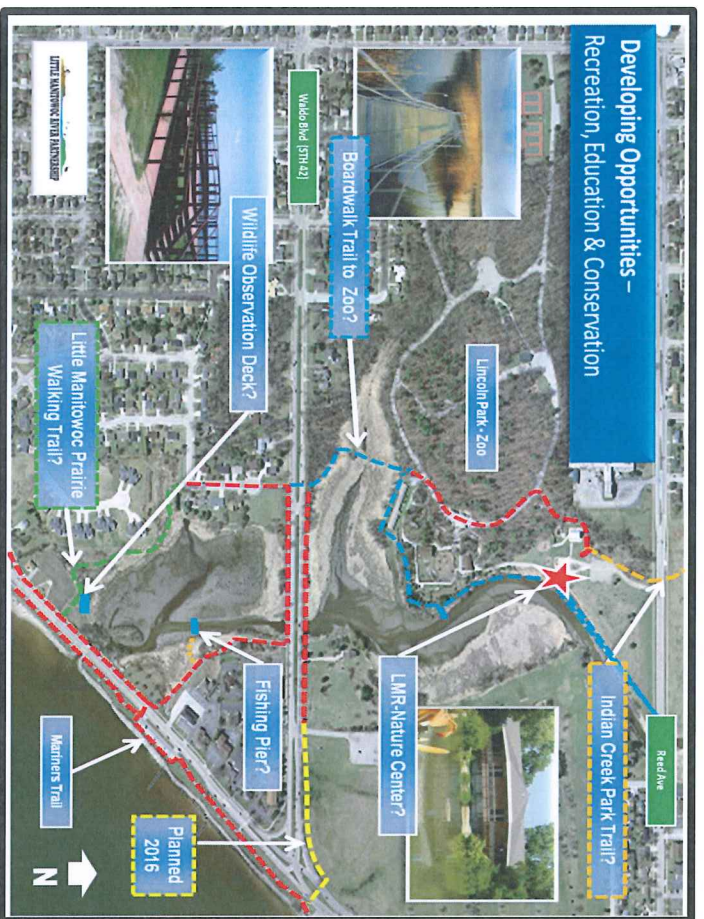 Developing Opportunities –
Recreation, Education & Conservation
Reed Ave
Indian Creek Park Trail?
Lincoln Park - Zoo
LMR-Nature Center?
Boardwalk Trail to Zoo?
Waldo Blvd (STH 42)
Wildlife Observation Deck?
Fishing Pier?
Planned
2016
Little Manitowoc Prairie
Walking Trail?
Mariners Trail
N
LITTLE MANITOWOC RIVER PARTNERSHIP